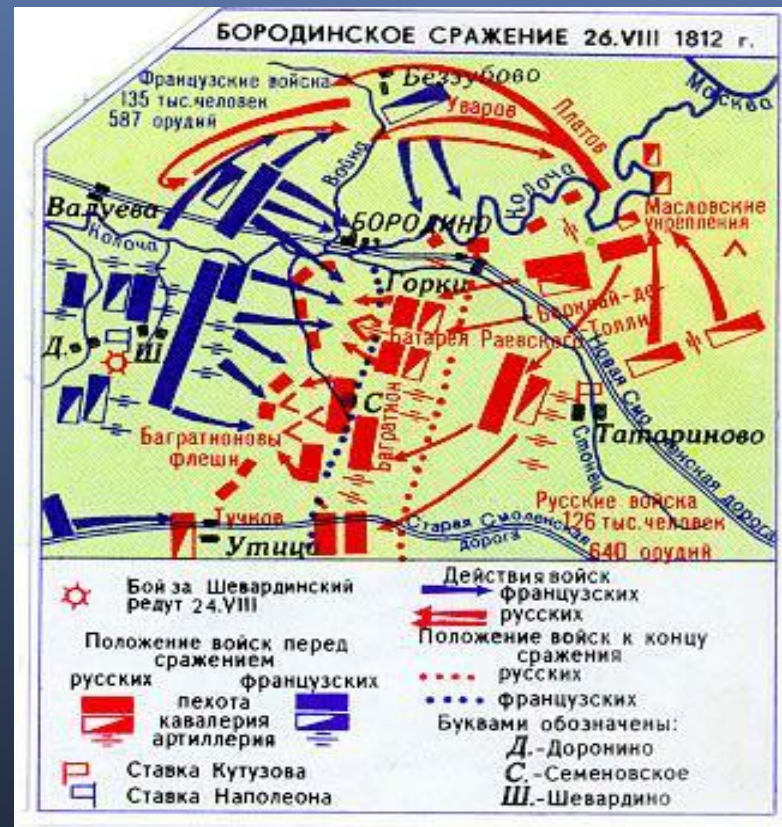 БОРОДИНСКОЕ СРАЖЕНИЕ 26.VIII 1812 г.
Французские войска
135 тыс.человек
587 орудий
Беззубово
Уваров
Платов
Москва
Война
Колоча
Валуева
Колоча
БОРОДИНО
Масловские
укрепления
Горки
Барклай-де-
Толли
Батарея Раевского
Д.
Ш
С
Багратион
Багратионовы
флеши
Татариново
Стонец
Новая Смоленская дорога
Русские войска
126 тыс.человек
640 орудий
Тучков
Утица
Старая Смоленская
дорога
Бой за Шевардинский
редут 24.VIII
Положение войск перед
сражением
русских французских
пехота
кавалерия
артиллерия
Ставка Кутузова
Ставка Наполеона
Действия войск
французских
русских
Положение войск к концу
сражения
русских
французских
Буквами обозначены:
Д.-Доронино
С.-Семеновское
Ш.-Шевардино